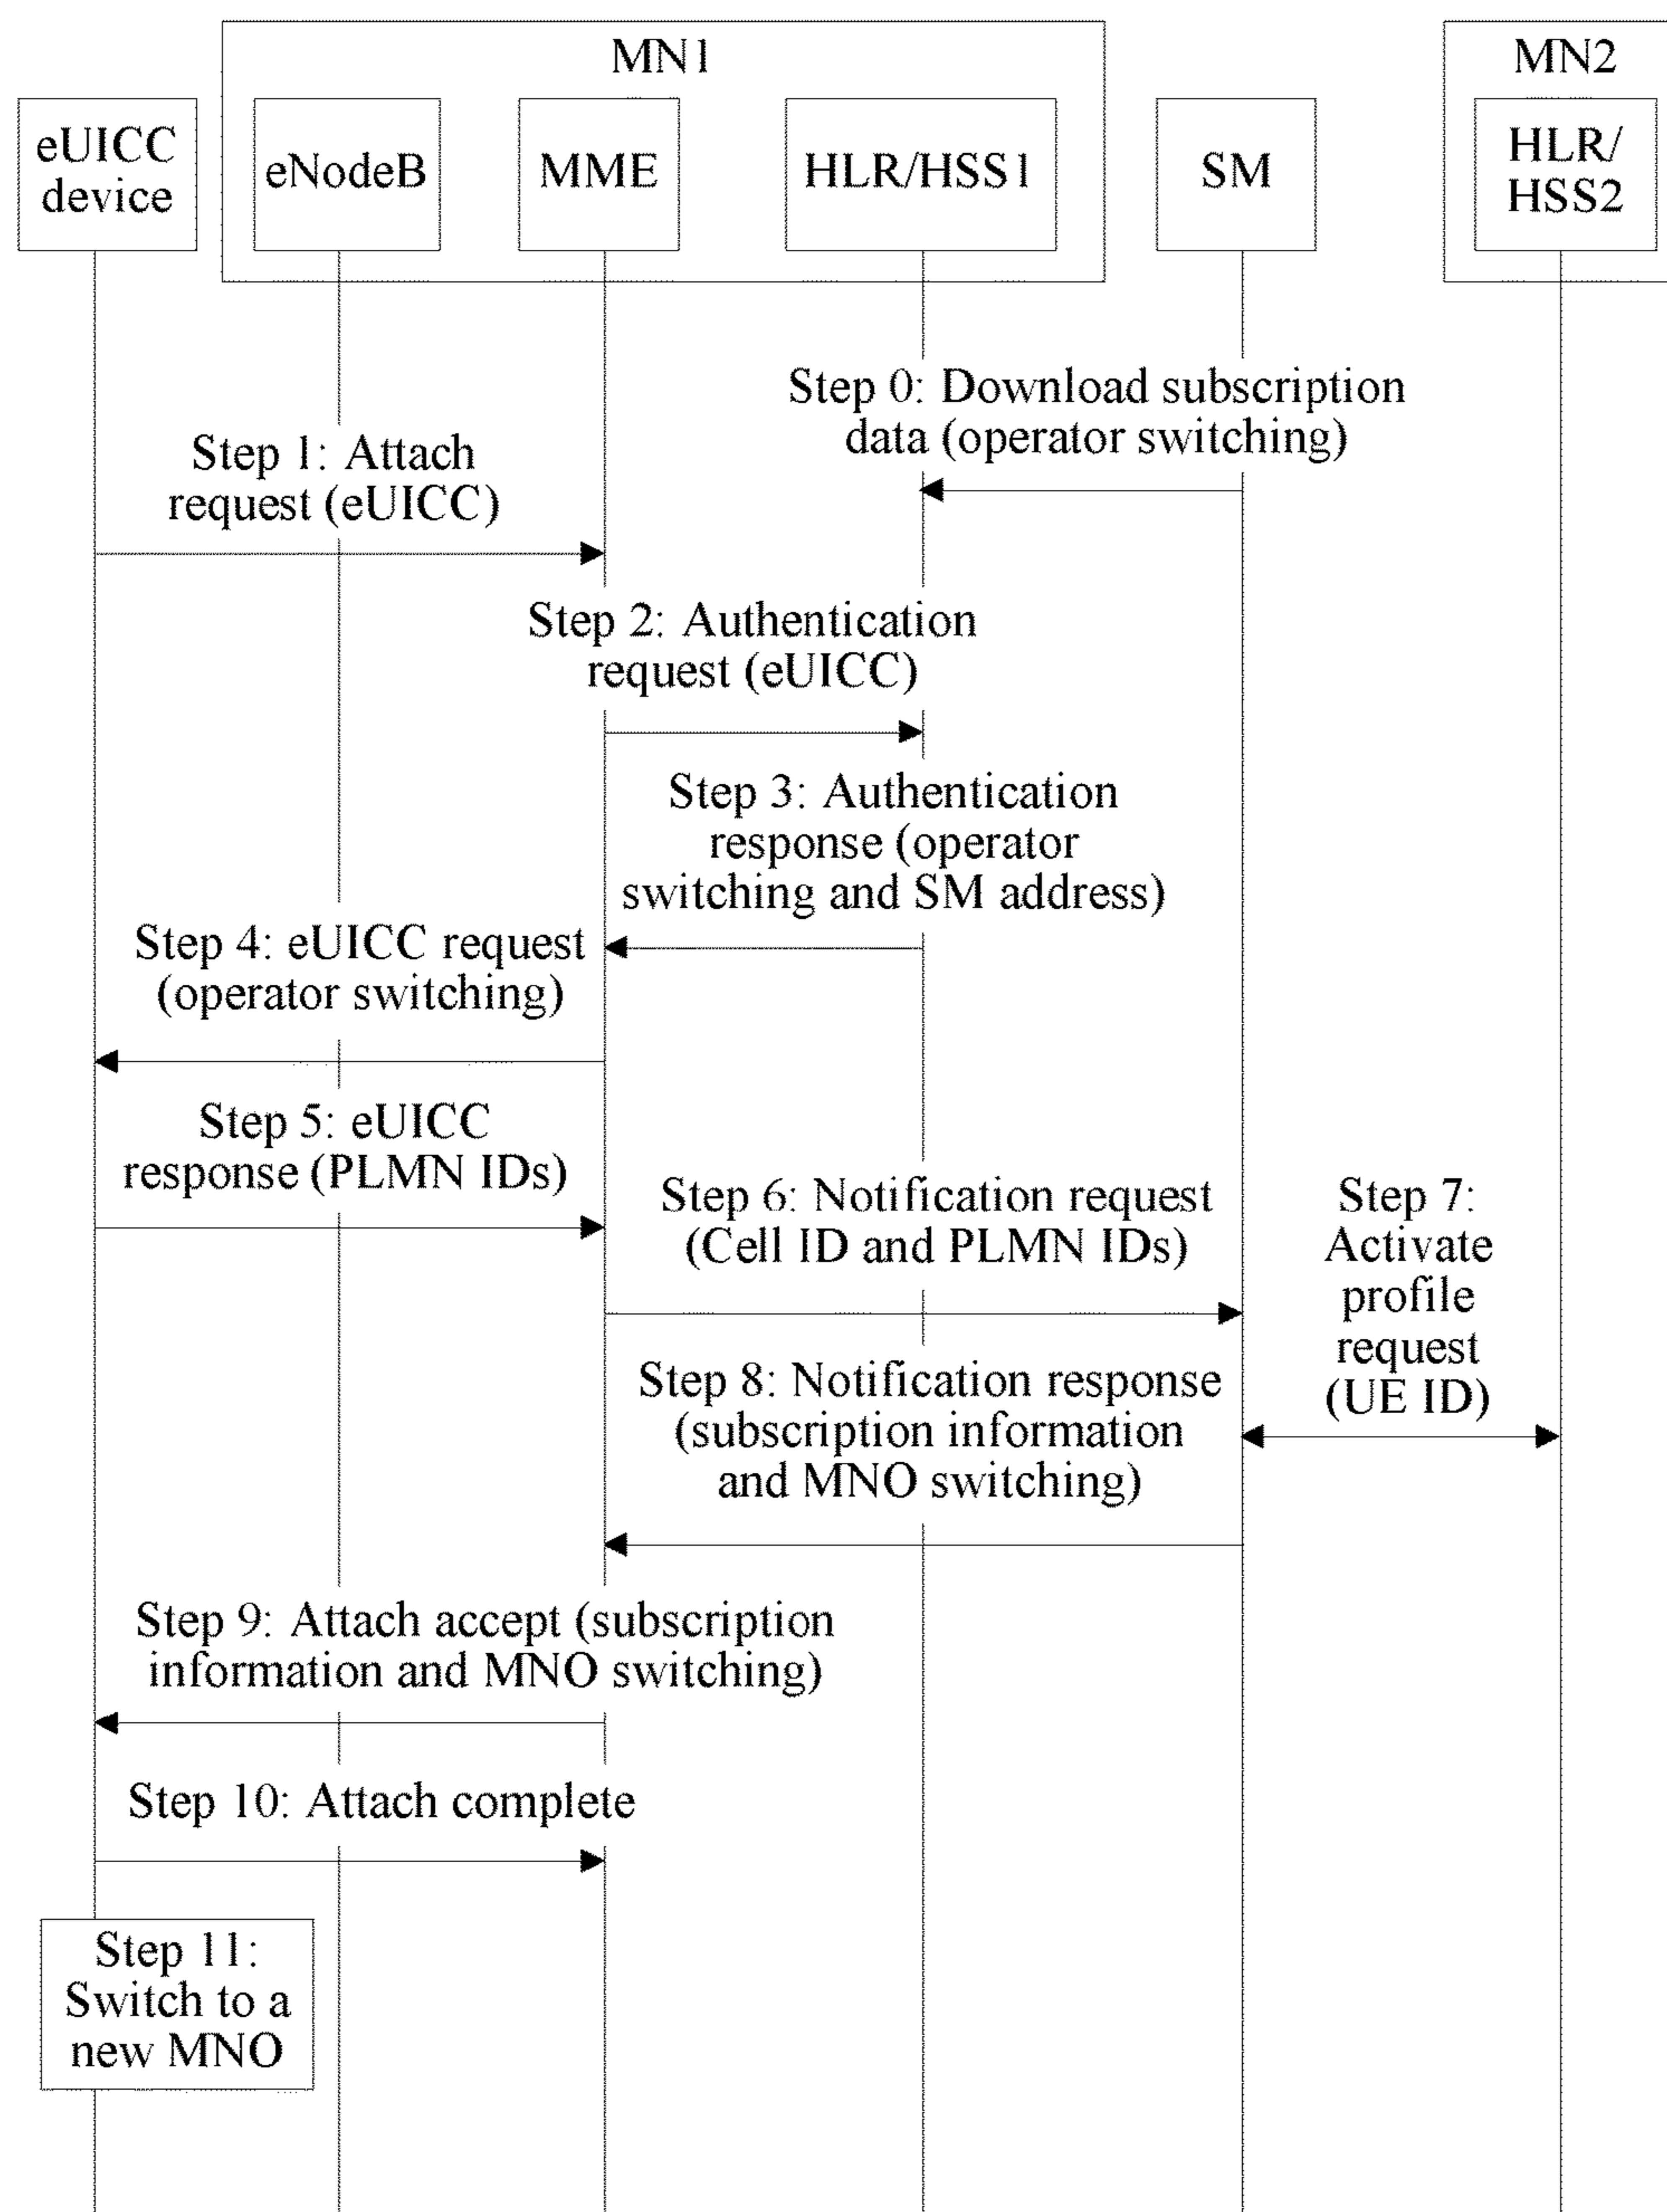 MN1
MN2
eUICC
device
eNodeB
MME
HLR/HSS1
SM
HLR/
HSS2
Step 0: Download subscription
data (operator switching)
Step 1: Attach
request (eUICC)
Step 2: Authentication
request (eUICC)
Step 3: Authentication
response (operator
switching and SM address)
Step 4: eUICC request
(operator switching)
Step 5: eUICC
response (PLMN IDs)
Step 6: Notification request
(Cell ID and PLMN IDs)
Step 7:
Activate
profile
request
(UE ID)
Step 8: Notification response
(subscription information
and MNO switching)
Step 9: Attach accept (subscription
information and MNO switching)
Step 10: Attach complete
Step 11:
Switch to a
new MNO